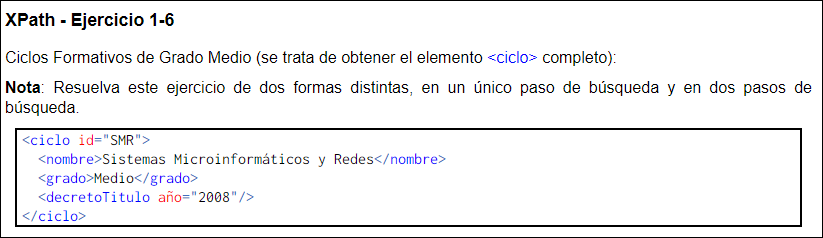 XPath - Ejercicio 1-6
Ciclos Formativos de Grado Medio (se trata de obtener el elemento <ciclo> completo):
Nota: Resuelva este ejercicio de dos formas distintas, en un único paso de búsqueda y en dos pasos de
búsqueda.
<ciclo id="SMR">
  <nombre>Sistemas Microinformáticos y Redes</nombre>
  <grado>Medio</grado>
  <decretoTitulo año="2008"/>
</ciclo>